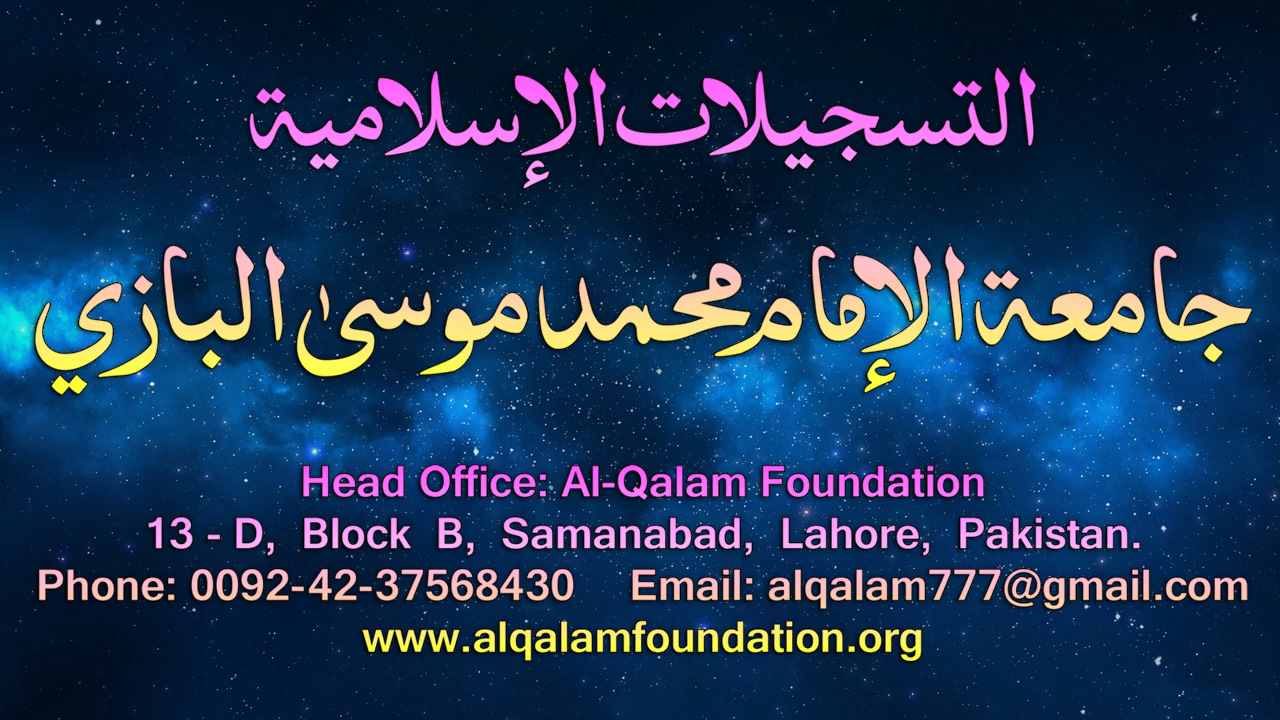 التسجيلات الإسلامية
جامعة الإمام محمد موسىٰ البازي
Head Office: Al-Qalam Foundation
13 - D, Block B, Samanabad, Lahore, Pakistan.
Phone: 0092-42-37568430 Email: alqalam777@gmail.com
www.alqalamfoundation.org